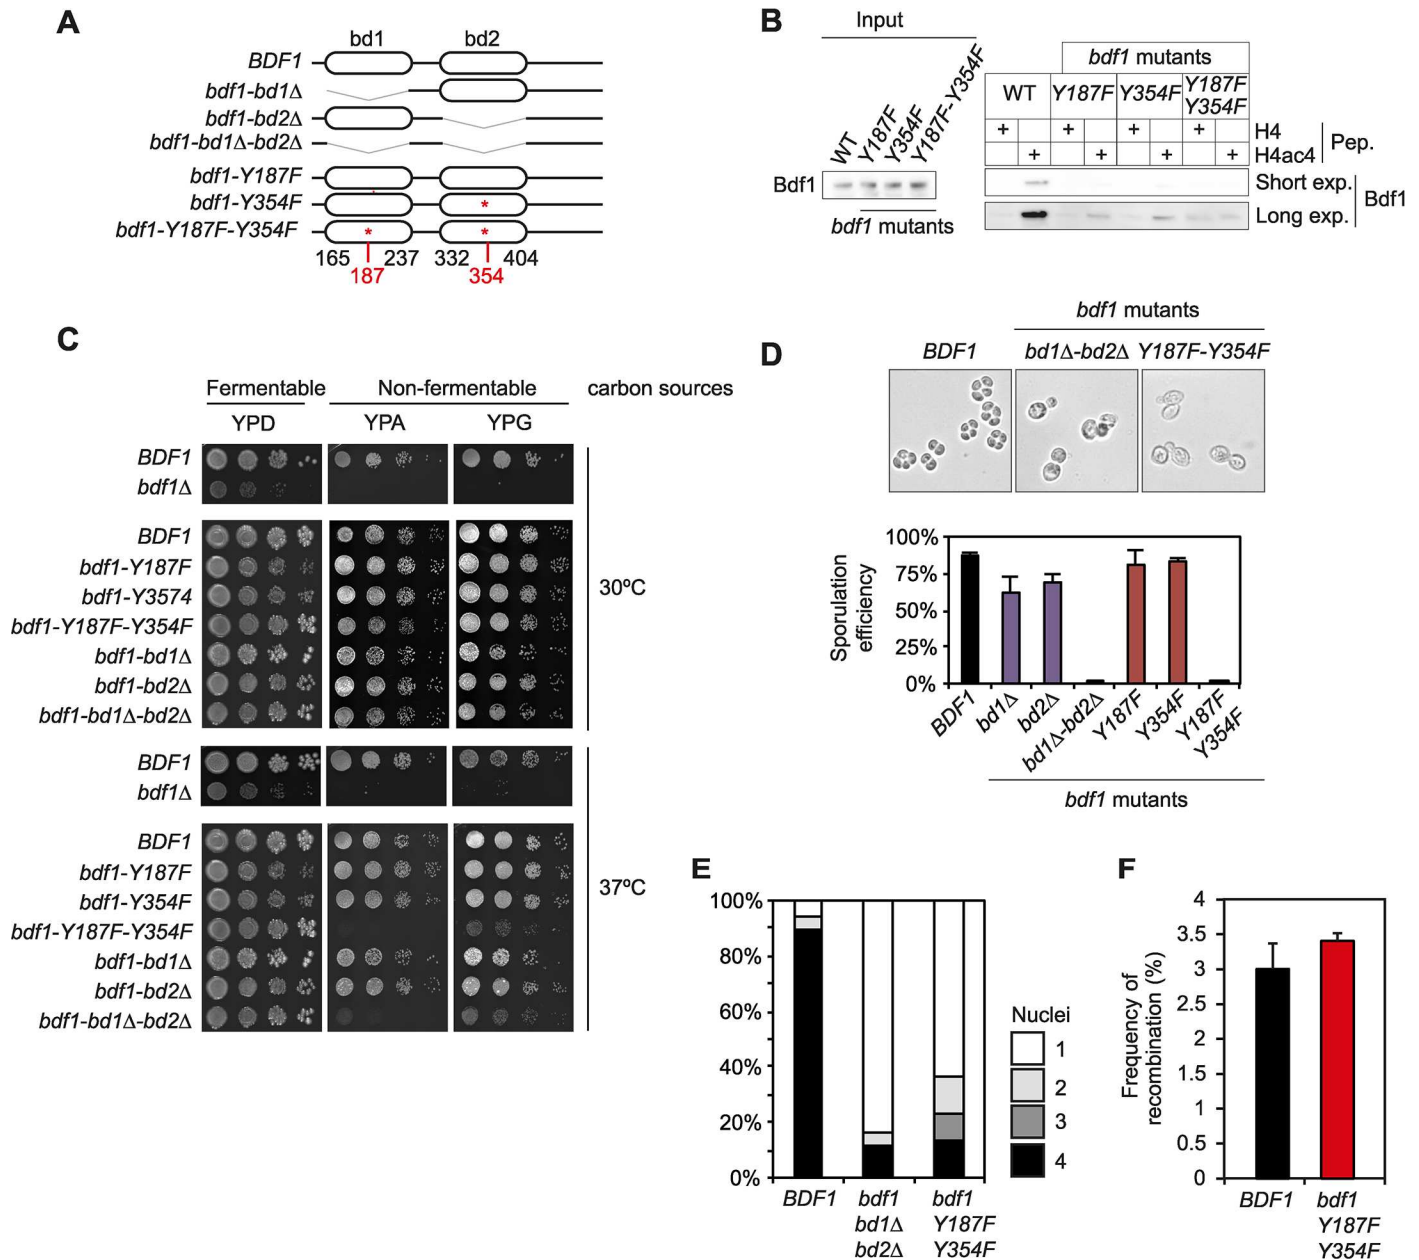 A
bd1 bd2
BDF1
bdf1-bd1Δ
bdf1-bd2Δ
bdf1-bd1Δ-bd2Δ
bdf1-Y187F
bdf1-Y354F
*
bdf1-Y187F-Y354F
* *
165 237 332 404
187 354
B
Input
WT Y187F Y354F Y187F-Y354F
Bdf1
bdf1 mutants
bdf1 mutants
WT Y187F Y354F Y187F
Y354F
+ + + + H4
+ + + + H4ac4
Pep.
Short exp.
Long exp.
Bdf1
C
Fermentable Non-fermentable carbon sources
YPD YPA YPG
BDF1
bdf1Δ
BDF1
bdf1-Y187F
bdf1-Y3574
bdf1-Y187F-Y354F
bdf1-bd1Δ
bdf1-bd2Δ
bdf1-bd1Δ-bd2Δ
30ºC
BDF1
bdf1Δ
BDF1
bdf1-Y187F
bdf1-Y354F
bdf1-Y187F-Y354F
bdf1-bd1Δ
bdf1-bd2Δ
bdf1-bd1Δ-bd2Δ
37ºC
D
bdf1 mutants
BDF1 bd1Δ-bd2Δ Y187F-Y354F
Sporulation
efficiency
100%
75%
50%
25%
0%
BDF1
bd1Δ
bd2Δ
bd1Δ-bd2Δ
Y187F
Y354F
Y187F
Y354F
bdf1 mutants
E
100%
80%
60%
40%
20%
0%
BDF1 bdf1 bdf1
bd1Δ Y187F
bd2Δ Y354F
Nuclei
1
2
3
4
F
Frequency of
recombination (%)
4
3.5
3
2.5
2
1.5
1
0.5
0
BDF1 bdf1
Y187F
Y354F